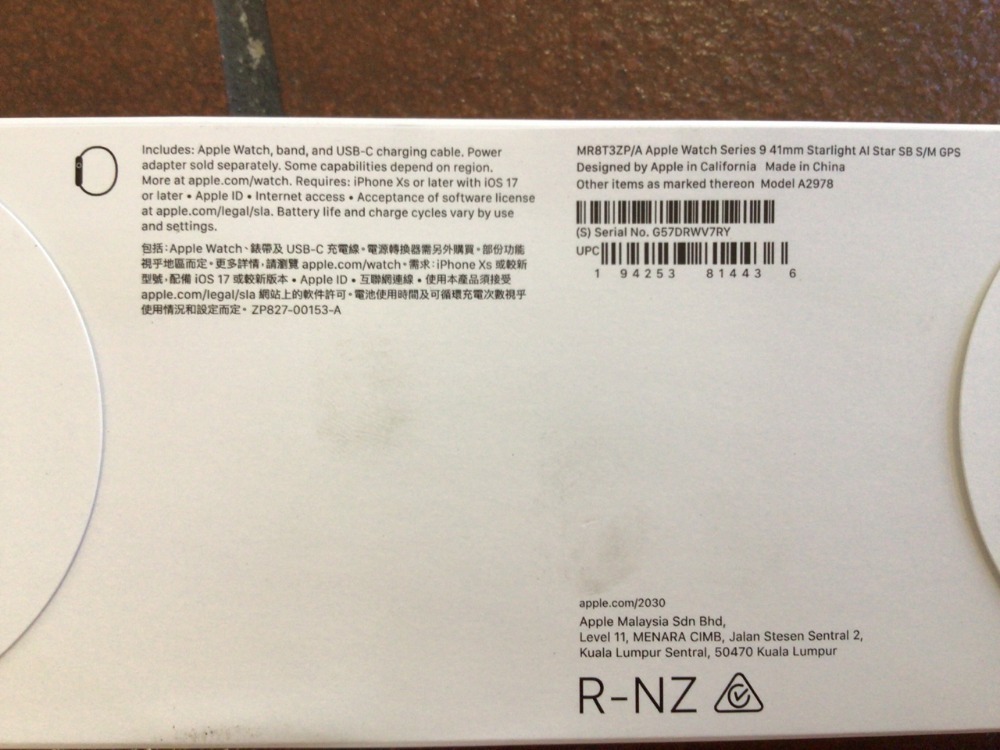 Includes: Apple Watch, band, and USB-C charging cable. Power
adapter sold separately. Some capabilities depend on region.
More at apple.com/watch. Requires: iPhone Xs or later with iOS 17
or later • Apple ID • Internet access • Acceptance of software license
at apple.com/legal/sla. Battery life and charge cycles vary by use
and settings.
包括:Apple Watch、錶帶及 USB-C 充電線。電源轉換器需另外購買。部份功能
視乎地區而定。更多詳情,請瀏覽 apple.com/watch。需求:iPhone Xs 或較新
型號,配備 iOS 17 或較新版本 • Apple ID • 互聯網連線 • 使用本產品須接受
apple.com/legal/sla 網站上的軟件許可。電池使用時間及可循環充電次數視乎
使用情況和設定而定。 ZP827-00153-A
MR8T3ZP/A Apple Watch Series 9 41mm Starlight Al Star SB S/M GPS
Designed by Apple in California Made in China
Other items as marked thereon Model A2978
(S) Serial No. G57DRWV7RY
UPC
1 94253 81443 6
apple.com/2030
Apple Malaysia Sdn Bhd,
Level 11, MENARA CIMB, Jalan Stesen Sentral 2,
Kuala Lumpur Sentral, 50470 Kuala Lumpur
R-NZ